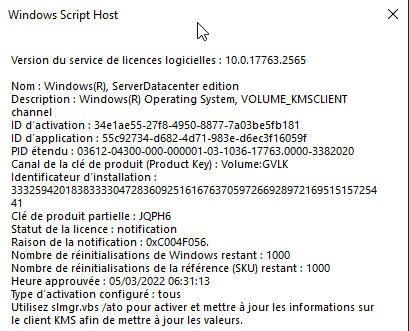 Windows Script Host
Version du service de licences logicielles : 10.0.17763.2565
Nom : Windows(R), ServerDatacenter edition
Description : Windows(R) Operating System, VOLUME_KMSCLIENT
channel
ID d'activation : 34e1ae55-27f8-4950-8877-7a03be5fb181
ID d'application : 55c92734-d682-4d71-983e-d6ec3f16059f
PID étendu : 03612-04300-000-000001-03-1036-17763.0000-3382020
Canal de la clé de produit (Product Key) : Volume:GVLK
Identificateur d'installation :
333259420183833304728360925161676370597266928972169515157254
41
Clé de produit partielle : JQPH6
Statut de la licence : notification
Raison de la notification : 0xC004F056.
Nombre de réinitialisations de Windows restant : 1000
Nombre de réinitialisations de la référence (SKU) restant : 1000
Heure approuvée : 05/03/2022 06:31:13
Type d'activation configuré : tous
Utilisez slmgr.vbs /ato pour activer et mettre à jour les informations sur
le client KMS afin de mettre à jour les valeurs.